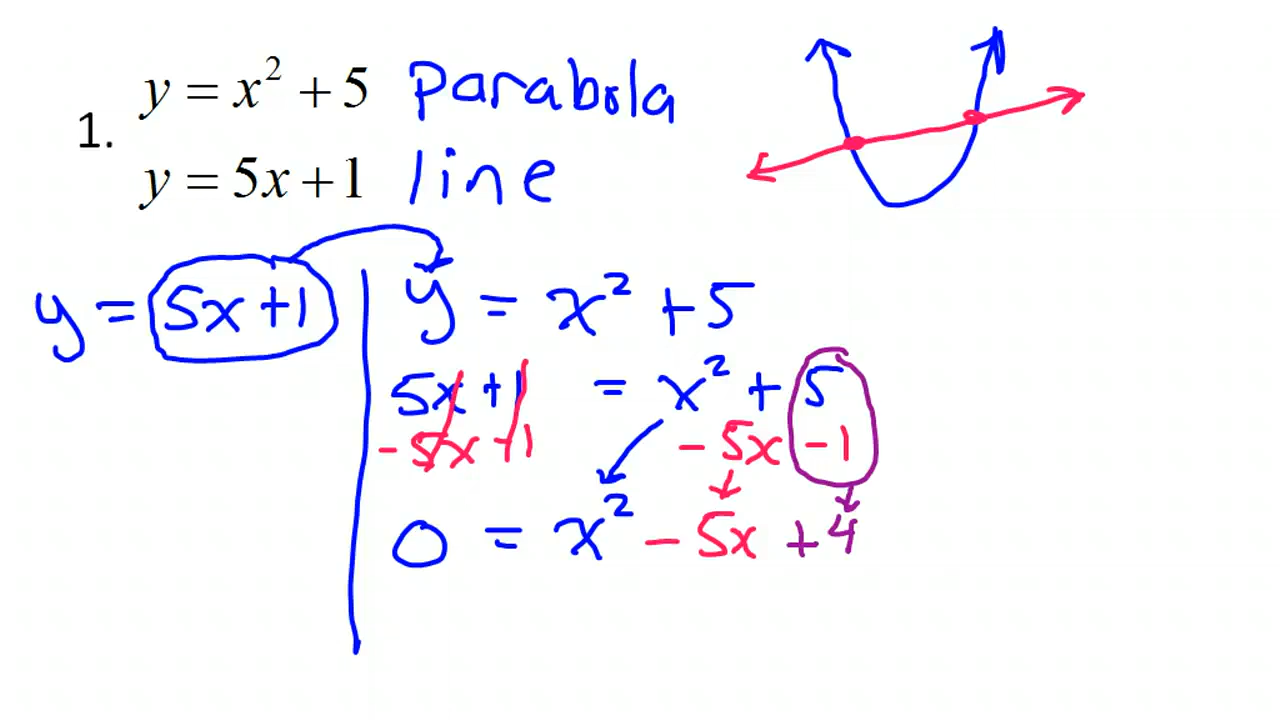 1.
y = x² + 5 parabola
y = 5x + 1 line
y = 5x + 1
y = x² + 5
5x + 1 = x² + 5
- 5x - 1 - 5x - 1
0 = x² - 5x + 4